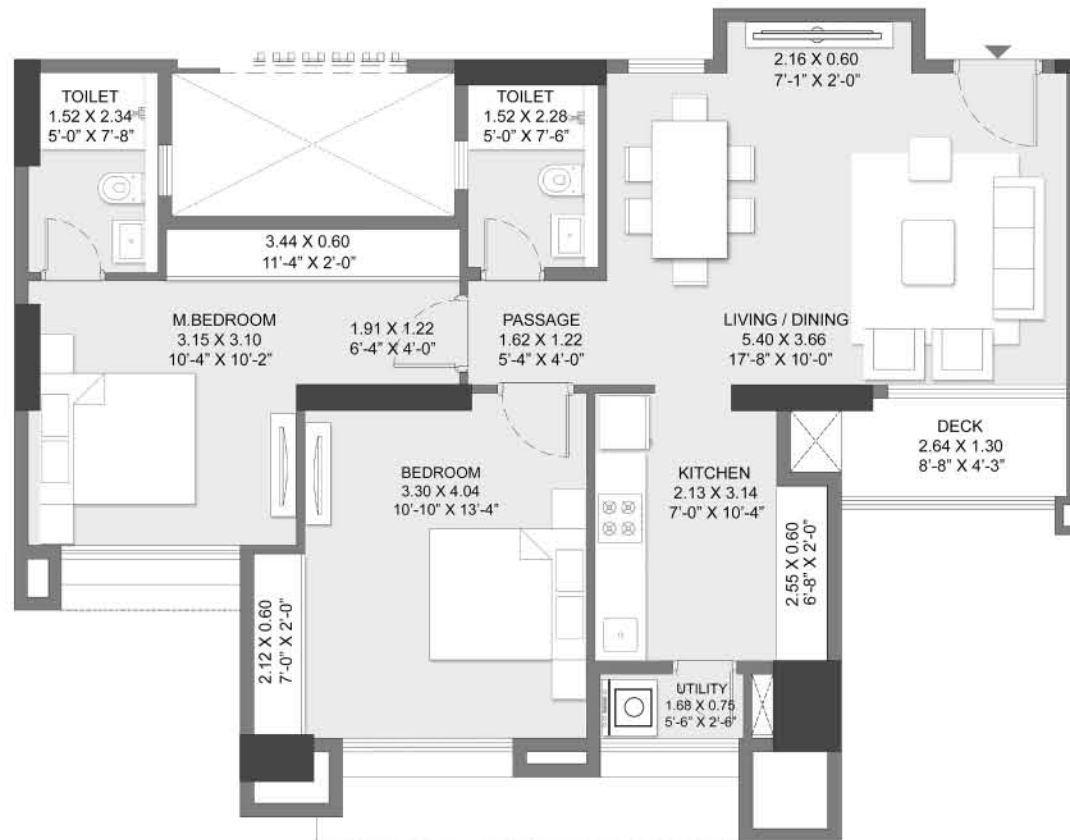 TOILET
1.52 X 2.34
5'-0" X 7'-8"
TOILET
1.52 X 2.28
5'-0" X 7'-6"
2.16 X 0.60
7'-1" X 2'-0"
3.44 X 0.60
11'-4" X 2'-0"
M.BEDROOM
3.15 X 3.10
10'-4" X 10'-2"
1.91 X 1.22
6'-4" X 4'-0"
PASSAGE
1.62 X 1.22
5'-4" X 4'-0"
LIVING / DINING
5.40 X 3.66
17'-8" X 10'-0"
DECK
2.64 X 1.30
8'-8" X 4'-3"
BEDROOM
3.30 X 4.04
10'-10" X 13'-4"
KITCHEN
2.13 X 3.14
7'-0" X 10'-4"
2.55 X 0.60
6'-8" X 2'-0"
2.12 X 0.60
7'-0" X 2'-0"
UTILITY
1.68 X 0.75
5'-6" X 2'-6"